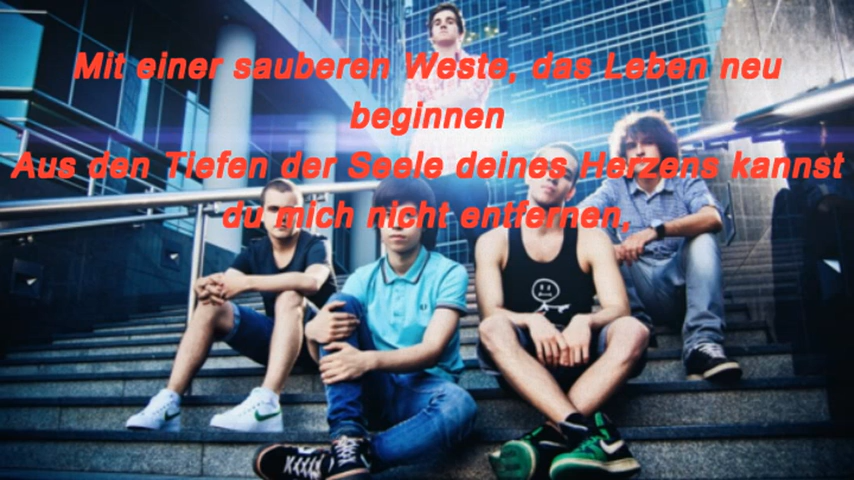 Mit einer sauberen Weste, das Leben neu
beginnen
Aus den Tiefen der Seele deines Herzens kannst
du mich nicht entfernen,